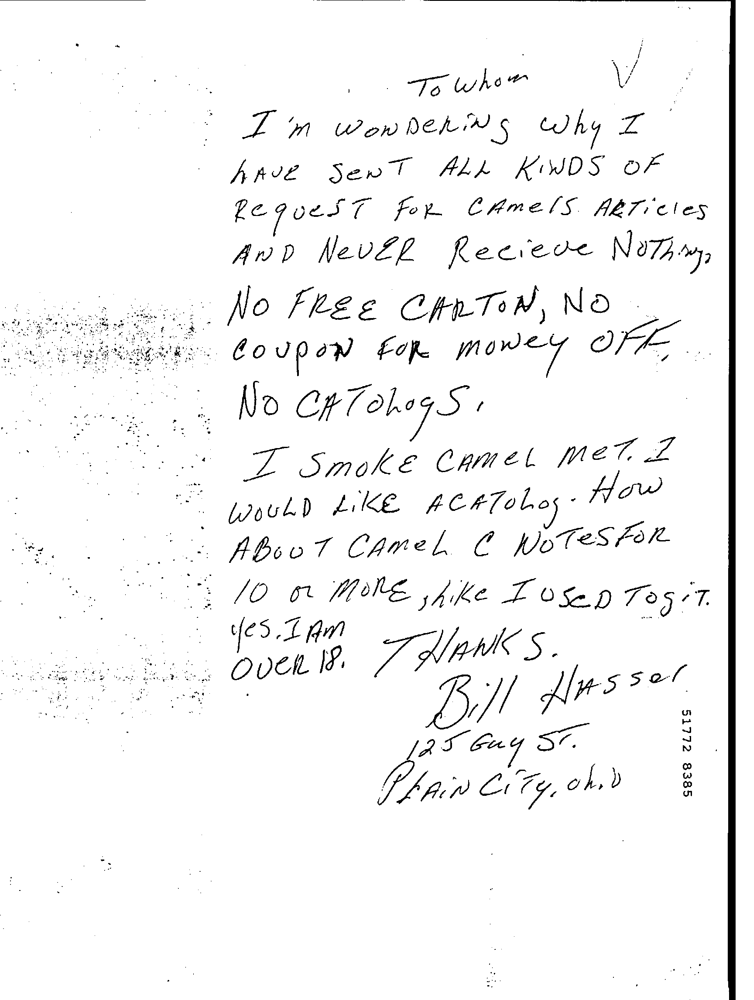 To Whom
I'm WONDERiNg Why I
HAVE SENT ALL KiNDS OF
REQUEST FOR CAMELS ARTicles
AND NEVER Recieve NOThing,
NO FREE CARTON, NO
COUPON FOR MONEY OFF,
NO CATOLOgS.
I SMOKE CAMEL MET. I
WOULD LIKE A CATOLOg. HOW
ABOUT CAMEL C NOTES FOR
10 OR MORE, LIKE I USED TO giT.
YES. I AM
OVER 18.
THANKS.
Bill Hasser
125 Guy ST.
PLAIN CITY, Ohio
51772 8385